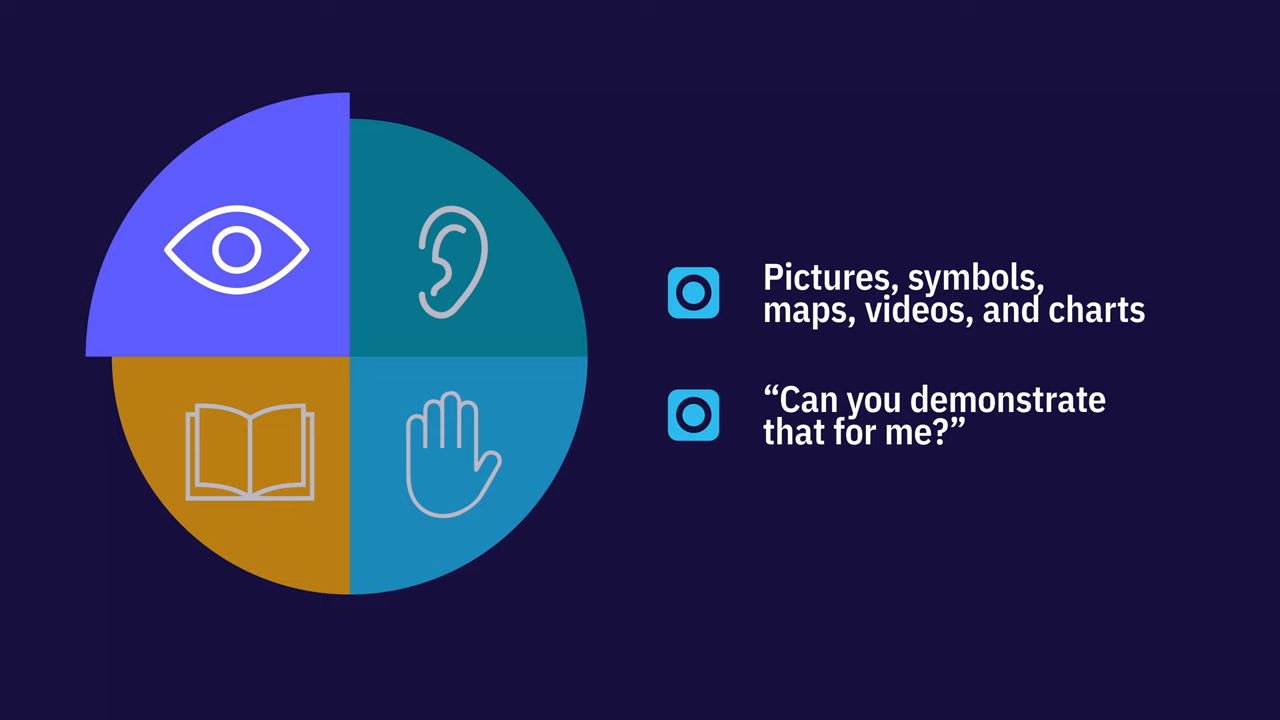 Pictures, symbols,
maps, videos, and charts
“Can you demonstrate
that for me?”